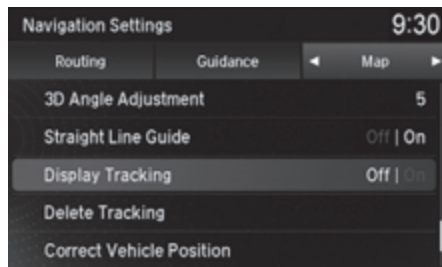 Navigation Settings 9:30
Routing Guidance ◄ Map ►
3D Angle Adjustment 5
Straight Line Guide Off | On
Display Tracking Off | On
Delete Tracking
Correct Vehicle Position